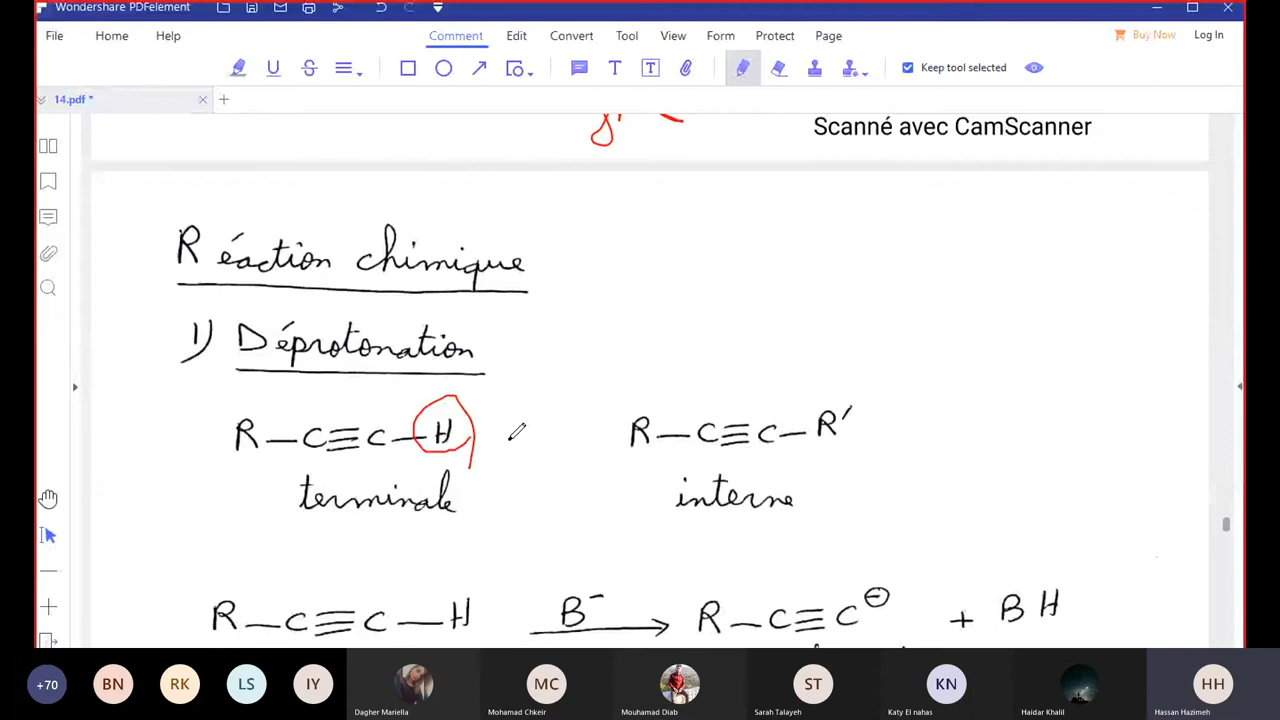 Wondershare PDFelement
File Home Help Comment Edit Convert Tool View Form Protect Page Buy Now Log In
Keep tool selected
14.pdf *
Scanné avec CamScanner
Réaction chimique
1) Déprotonation
R—C≡C—H R—C≡C—R'
terminale interne
R—C≡C—H B⁻ → R—C≡C⊖ + BH
+70 BN RK LS IY MC ST KN HH
Dagher Mariella Mohamad Chkeir Mouhamad Diab Sarah Talayeh Katy El nahas Haidar Khalil Hassan Hazimeh